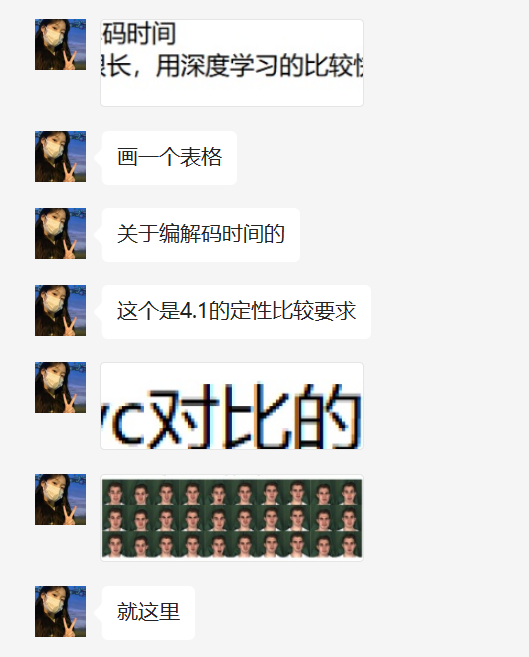 码时间
长，用深度学习的比较
画一个表格
关于编解码时间的
这个是4.1的定性比较要求
vc对比的
就这里